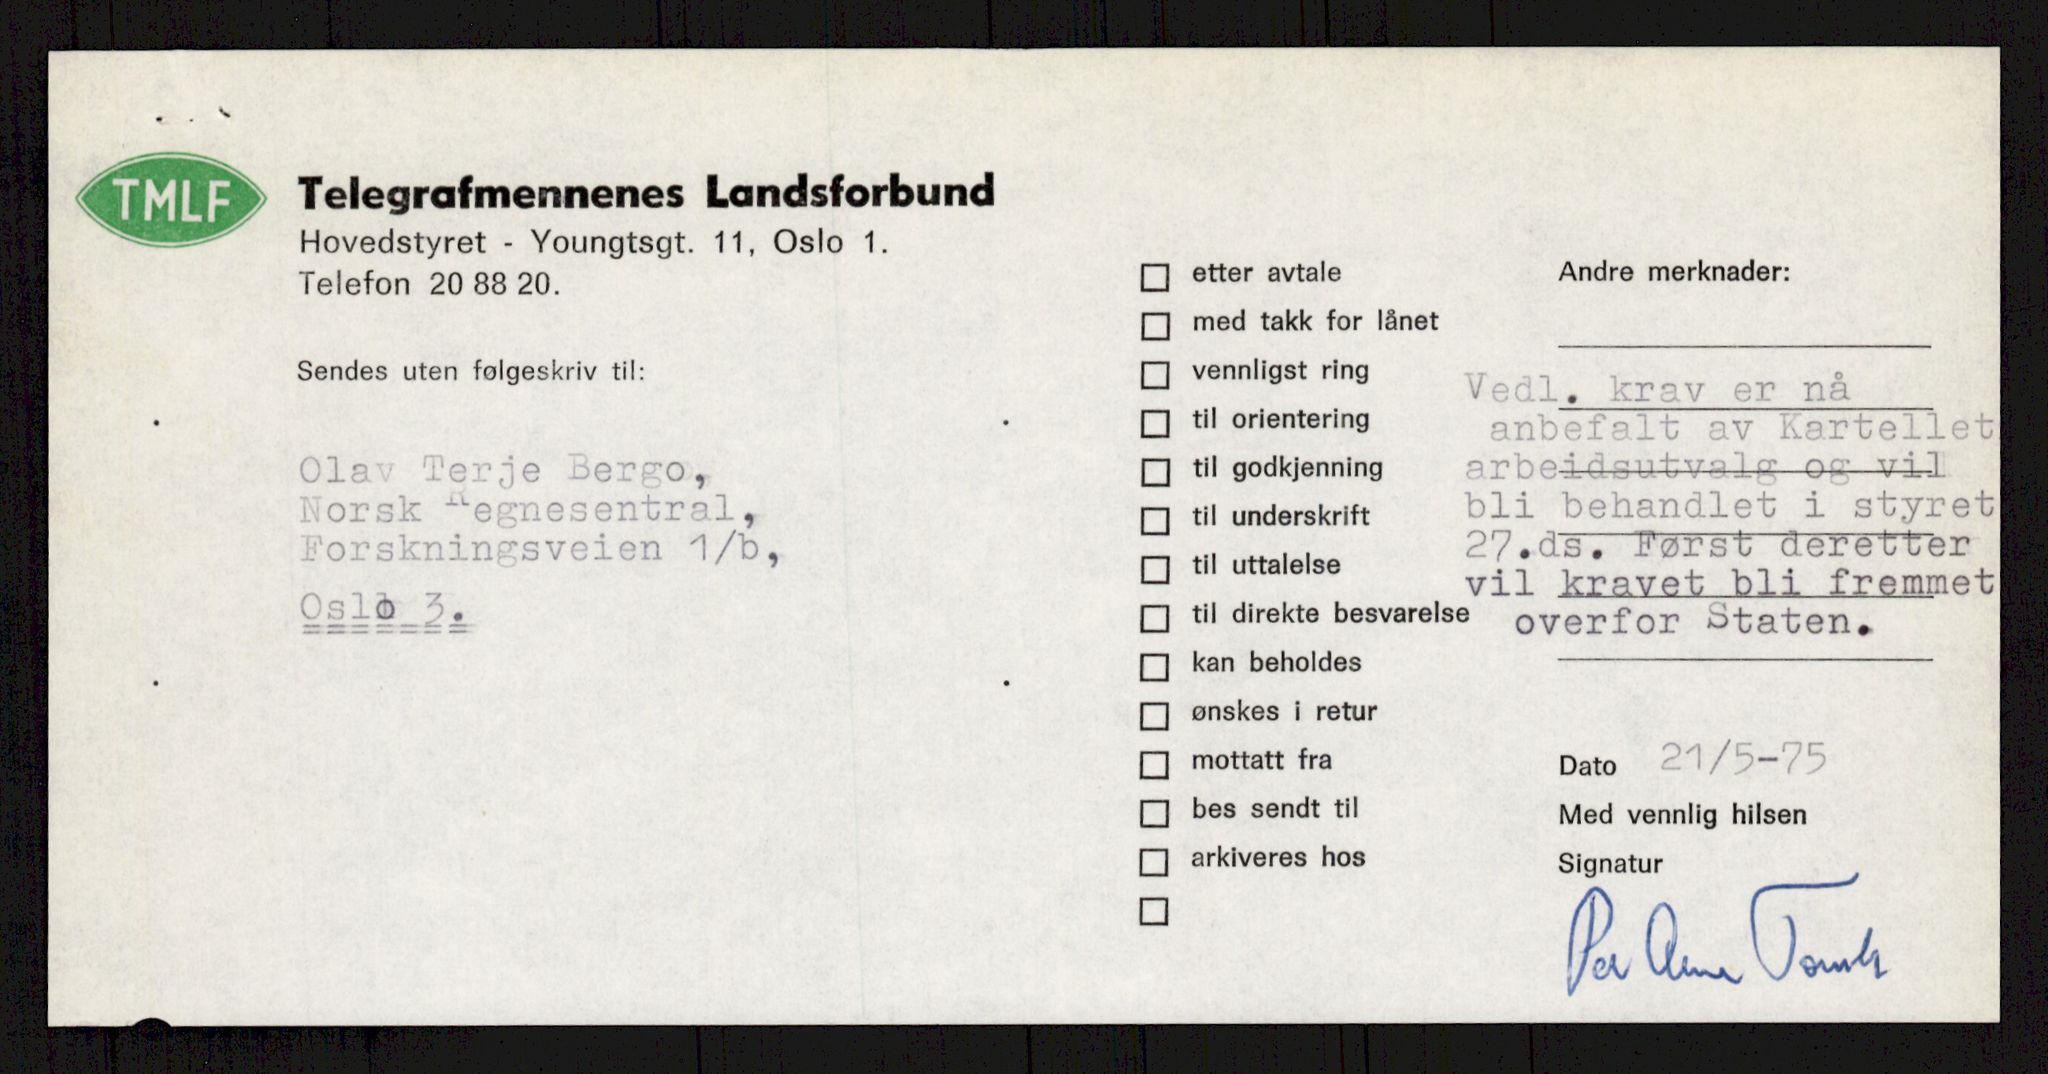 TMLF
Telegrafmennenes Landsforbund
Hovedstyret - Youngtsgt. 11, Oslo 1.
Telefon 20 88 20.
Sendes uten følgeskriv til:
Olav Terje Bergo,
Norsk Regnesentral,
Forskningsveien 1/b,
Oslo 3.
etter avtale
med takk for lånet
vennligst ring
til orientering
til godkjenning
til underskrift
til uttalelse
til direkte besvarelse
kan beholdes
ønskes i retur
mottatt fra
bes sendt til
arkiveres hos
Andre merknader:
Vedl. krav er nå
anbefalt av Kartellet
arbeidsutvalg og vil
bli behandlet i styret
27.ds. Først deretter
vil kravet bli fremmet
overfor Staten.
Dato 21/5-75
Med vennlig hilsen
Signatur
Per Arne